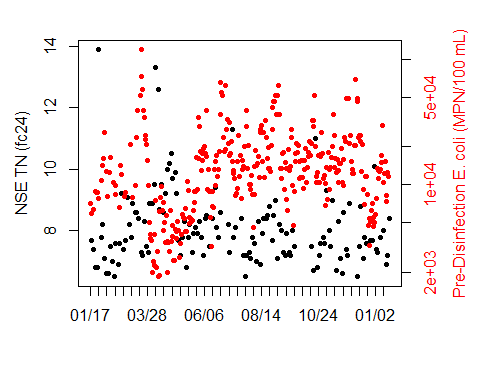 14
12
10
8
NSE TN (fc24)
5e+04
1e+04
2e+03
Pre-Disinfection E. coli (MPN/100 mL)
01/17 03/28 06/06 08/14 10/24 01/02